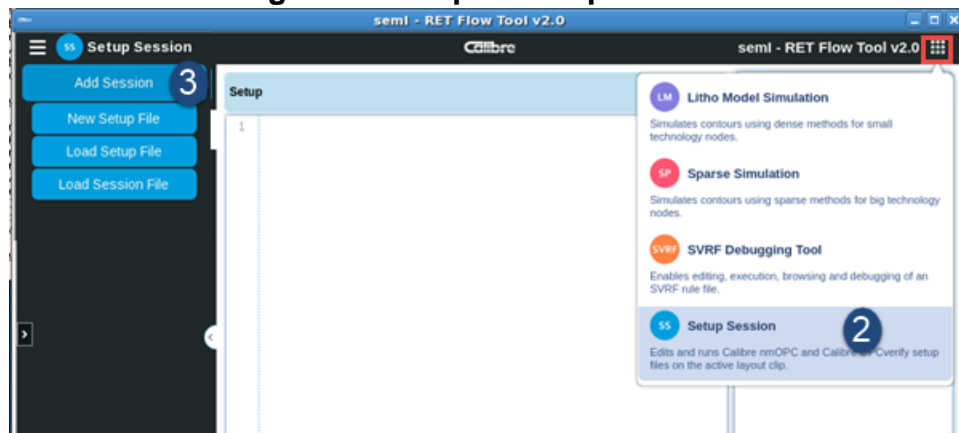 seml - RET Flow Tool v2.0
SS Setup Session
Calibre
seml - RET Flow Tool v2.0
Add Session 3
New Setup File
Load Setup File
Load Session File
Setup
1
LM Litho Model Simulation
Simulates contours using dense methods for small
technology nodes.
SP Sparse Simulation
Simulates contours using sparse methods for big technology
nodes.
SVRF SVRF Debugging Tool
Enables editing, execution, browsing and debugging of an
SVRF rule file.
SS Setup Session 2
Edits and runs Calibre nmOPC and Calibre setup
files on the active layout clip.